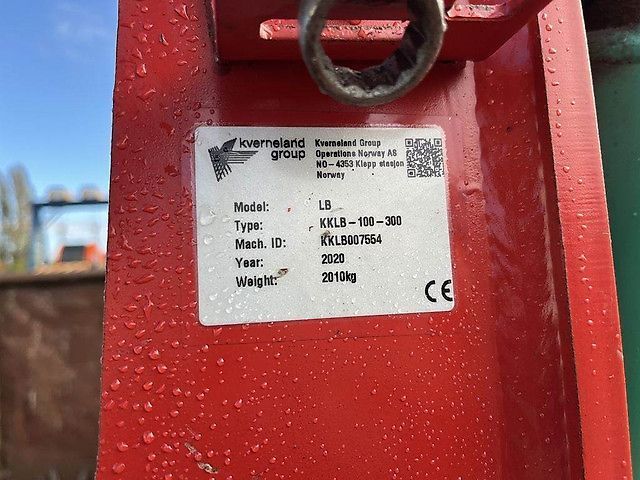 kverneland
group
Kverneland Group
Operations Norway AS
NO-4353 Klepp stasjon
Norway
Model: LB
Type: KKLB-100-300
Mach. ID: KKLB007554
Year: 2020
Weight: 2010kg
CE